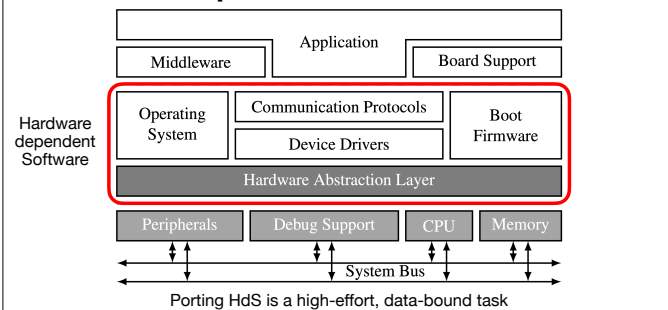 Application
Middleware
Board Support
Hardware
dependent
Software
Operating
System
Communication Protocols
Device Drivers
Boot
Firmware
Hardware Abstraction Layer
Peripherals
Debug Support
CPU
Memory
System Bus
Porting HdS is a high-effort, data-bound task